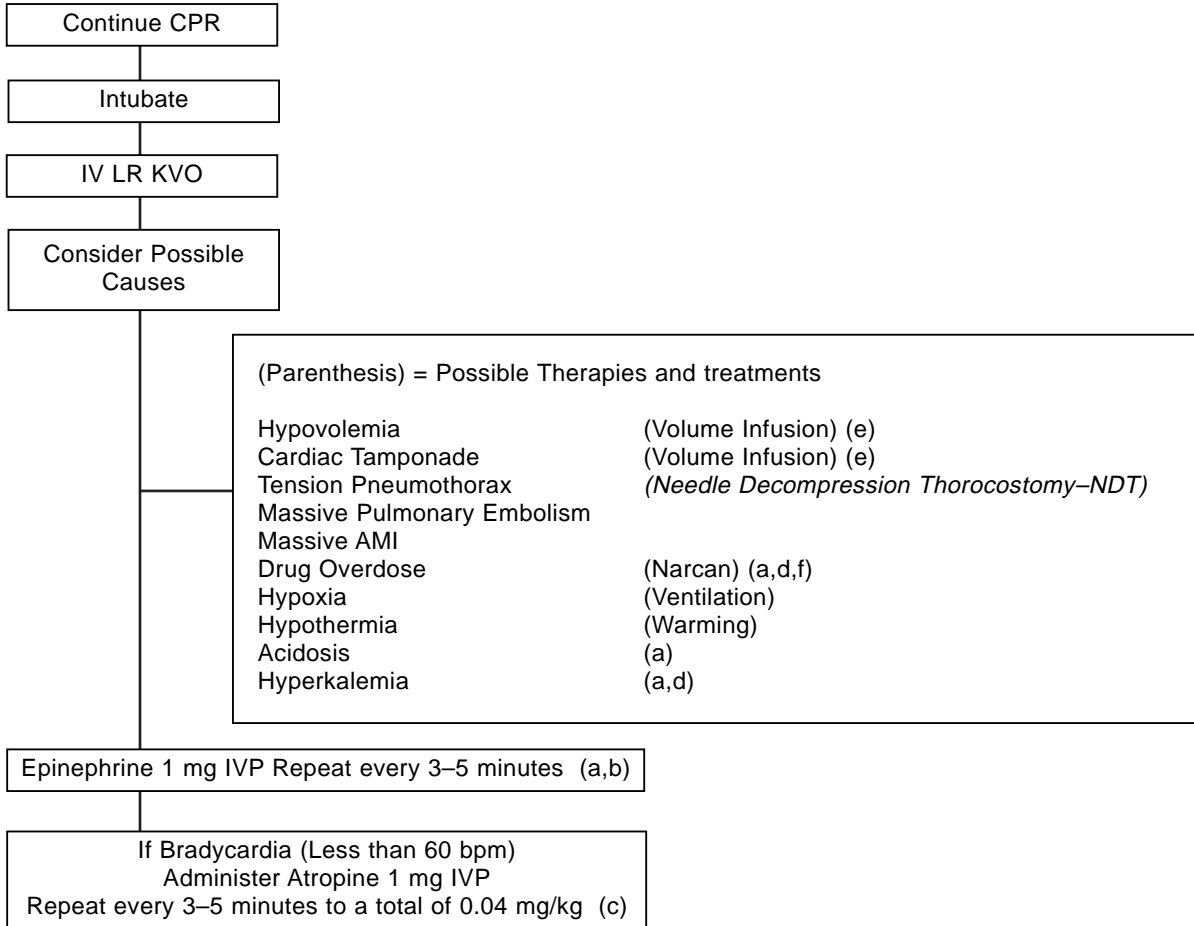 Continue CPR
Intubate
IV LR KVO
Consider Possible
Causes
(Parenthesis) = Possible Therapies and treatments
Hypovolemia (Volume Infusion) (e)
Cardiac Tamponade (Volume Infusion) (e)
Tension Pneumothorax (Needle Decompression Thorocostomy–NDT)
Massive Pulmonary Embolism
Massive AMI
Drug Overdose (Narcan) (a,d,f)
Hypoxia (Ventilation)
Hypothermia (Warming)
Acidosis (a)
Hyperkalemia (a,d)
Epinephrine 1 mg IVP Repeat every 3–5 minutes (a,b)
If Bradycardia (Less than 60 bpm)
Administer Atropine 1 mg IVP
Repeat every 3–5 minutes to a total of 0.04 mg/kg (c)